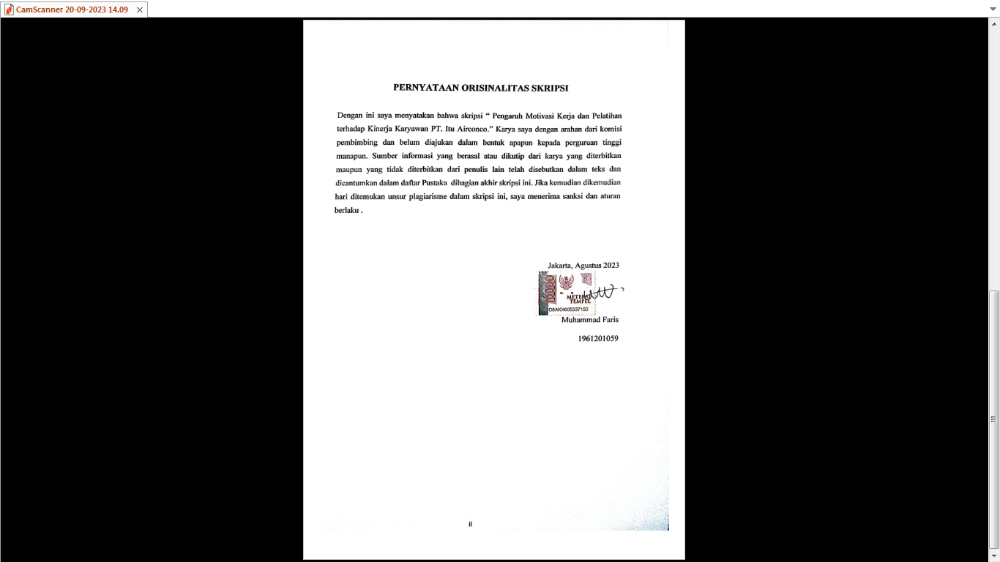 CamScanner 20-09-2023 14.09
PERNYATAAN ORISINALITAS SKRIPSI
Dengan ini saya menyatakan bahwa skripsi “ Pengaruh Motivasi Kerja dan Pelatihan
terhadap Kinerja Karyawan PT. Itu Airconco.” Karya saya dengan arahan dari komisi
pembimbing dan belum diajukan dalam bentuk apapun kepada perguruan tinggi
manapun. Sumber informasi yang berasal atau dikutip dari karya yang diterbitkan
maupun yang tidak diterbitkan dari penulis lain telah disebutkan dalam teks dan
dicantumkan dalam daftar Pustaka dibagian akhir skripsi ini. Jika kemudian dikemudian
hari ditemukan unsur plagiarisme dalam skripsi ini, saya menerima sanksi dan aturan
berlaku .
Jakarta, Agustus 2023
10000
METERAI
TEMPEL
D8AKX605337150
Muhammad Faris
1961201059
ii